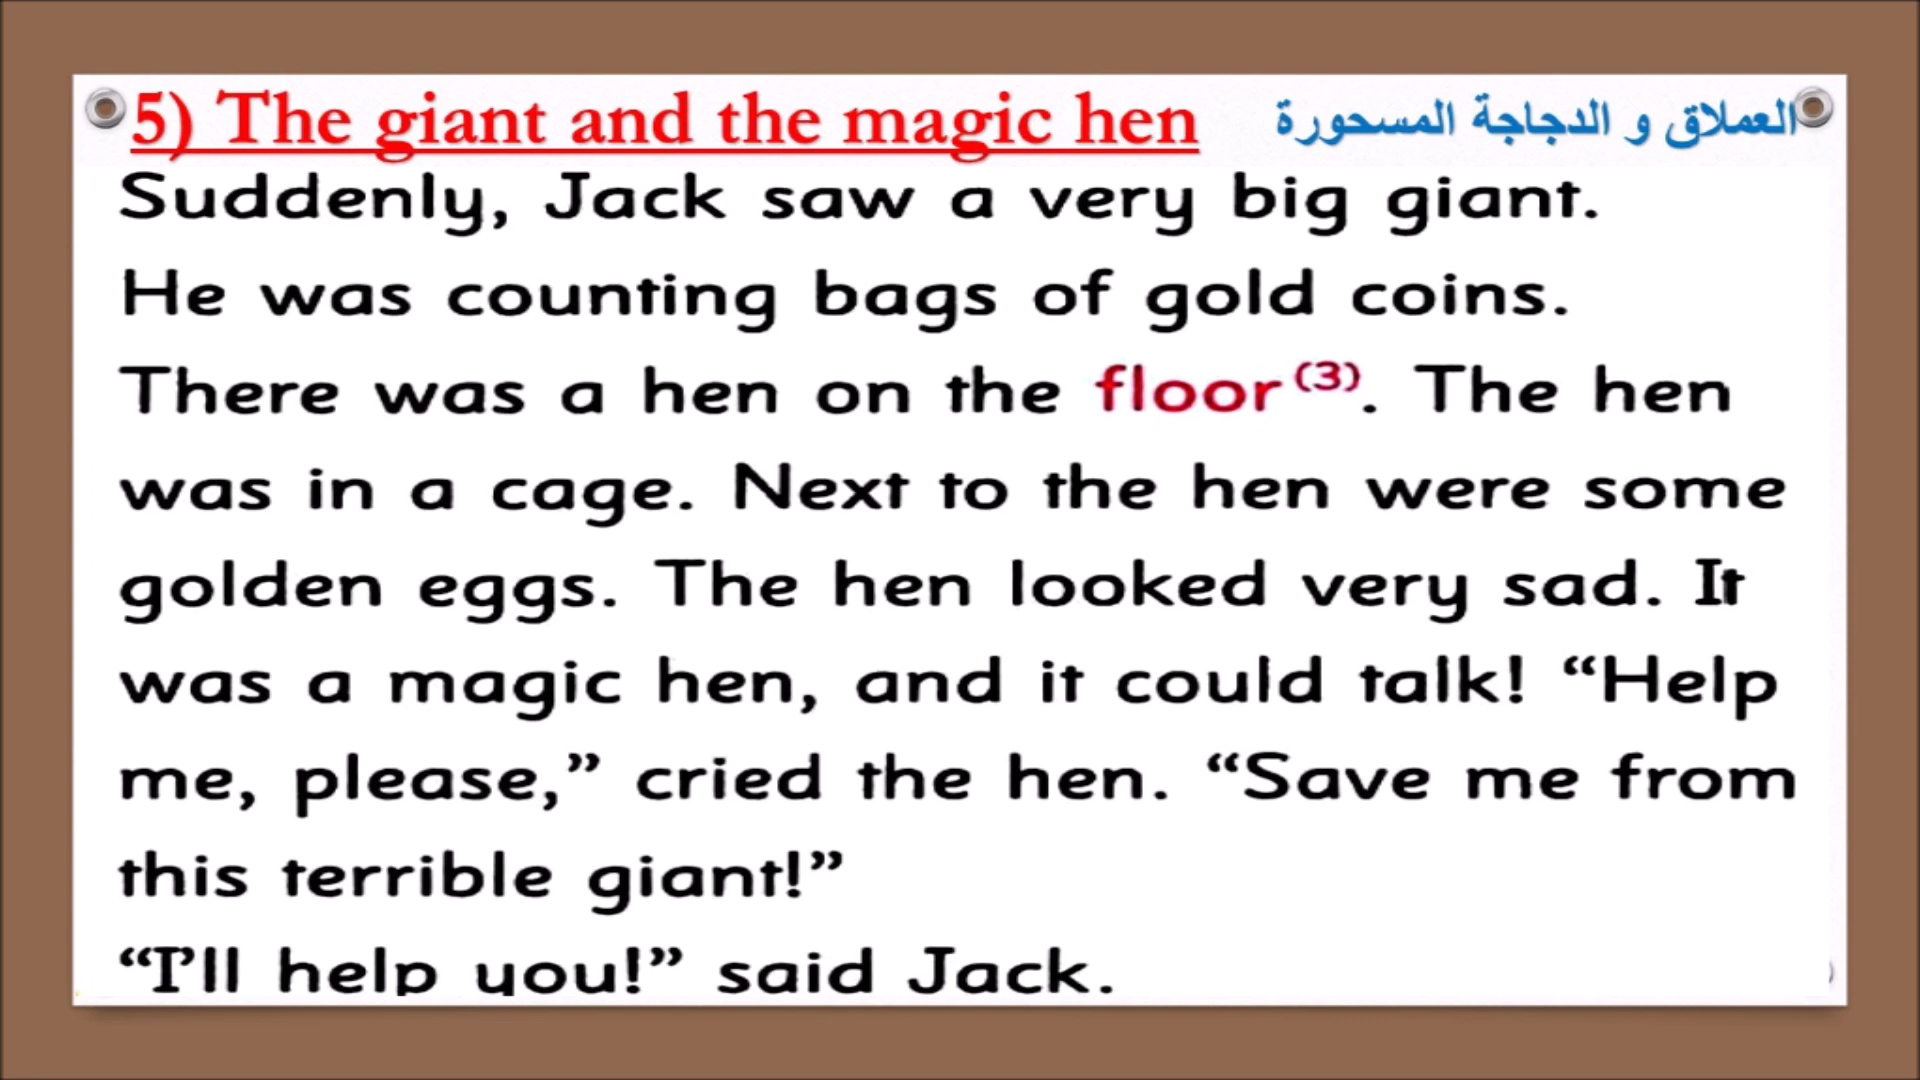 5) The giant and the magic hen العملاق و الدجاجة المسحورة
Suddenly, Jack saw a very big giant.
He was counting bags of gold coins.
There was a hen on the floor (3). The hen
was in a cage. Next to the hen were some
golden eggs. The hen looked very sad. It
was a magic hen, and it could talk! “Help
me, please,” cried the hen. “Save me from
this terrible giant!”
“I’ll help you!” said Jack.